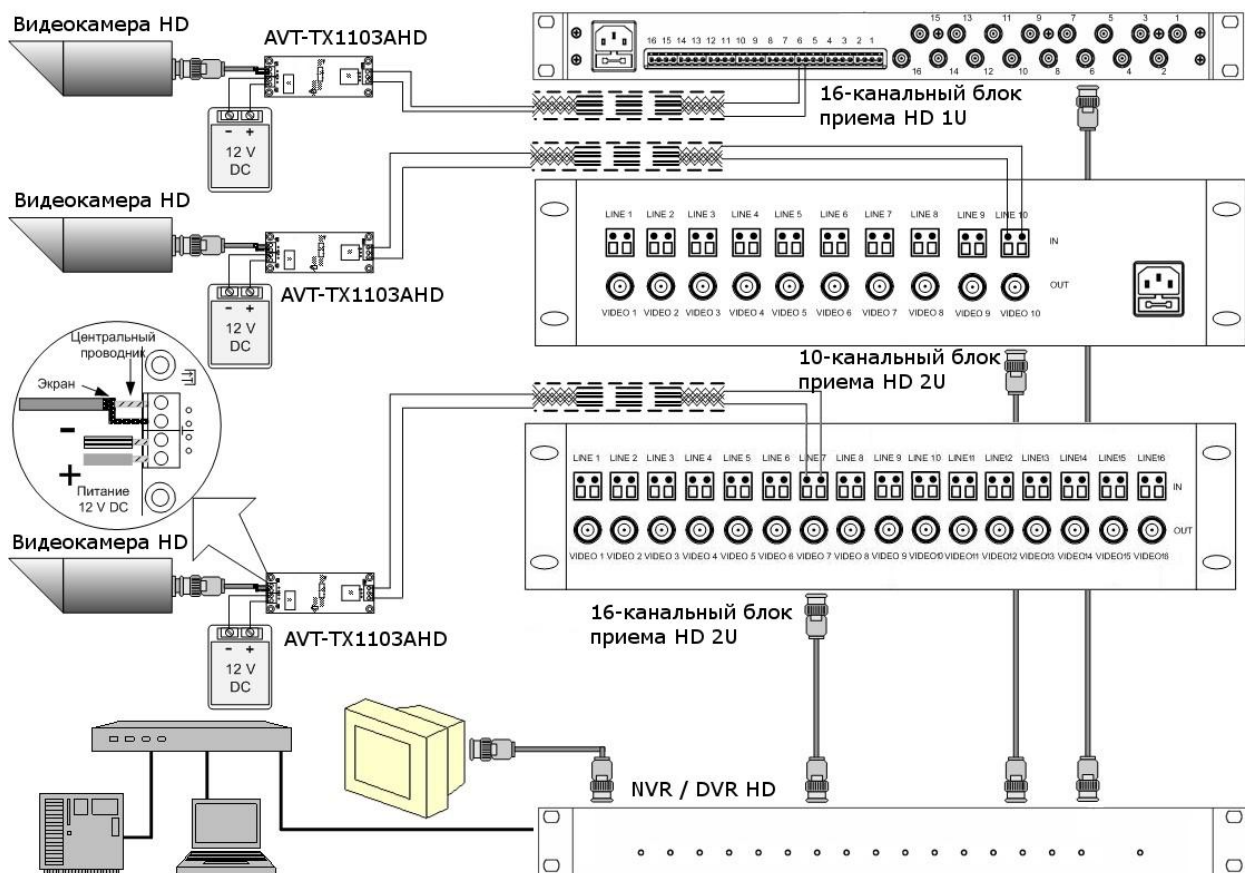 Видеокамера HD
AVT-TX1103AHD
- +
12 V
DC
15 13 11 9 7 5 3 1
16 15 14 13 12 11 10 9 8 7 6 5 4 3 2 1
16 14 12 10 8 6 4 2
16-канальный блок
приема HD 1U
Видеокамера HD
AVT-TX1103AHD
- +
12 V
DC
LINE 1 LINE 2 LINE 3 LINE 4 LINE 5 LINE 6 LINE 7 LINE 8 LINE 9 LINE 10
IN
OUT
VIDEO 1 VIDEO 2 VIDEO 3 VIDEO 4 VIDEO 5 VIDEO 6 VIDEO 7 VIDEO 8 VIDEO 9 VIDEO 10
10-канальный блок
приема HD 2U
Центральный
проводник
Экран
-
+
Питание
12 V DC
LINE 1 LINE 2 LINE 3 LINE 4 LINE 5 LINE 6 LINE 7 LINE 8 LINE 9 LINE 10 LINE11 LINE12 LINE13 LINE14 LINE15 LINE16
IN
OUT
VIDEO 1 VIDEO 2 VIDEO 3 VIDEO 4 VIDEO 5 VIDEO 6 VIDEO 7 VIDEO 8 VIDEO 9 VIDEO10 VIDEO11 VIDEO12 VIDEO13 VIDEO14 VIDEO15 VIDEO16
Видеокамера HD
AVT-TX1103AHD
- +
12 V
DC
16-канальный блок
приема HD 2U
NVR / DVR HD